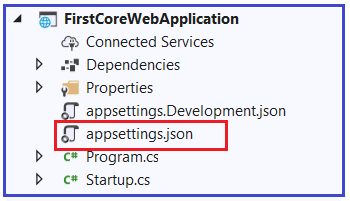 FirstCoreWebApplication
Connected Services
Dependencies
Properties
appsettings.Development.json
appsettings.json
C# Program.cs
C# Startup.cs